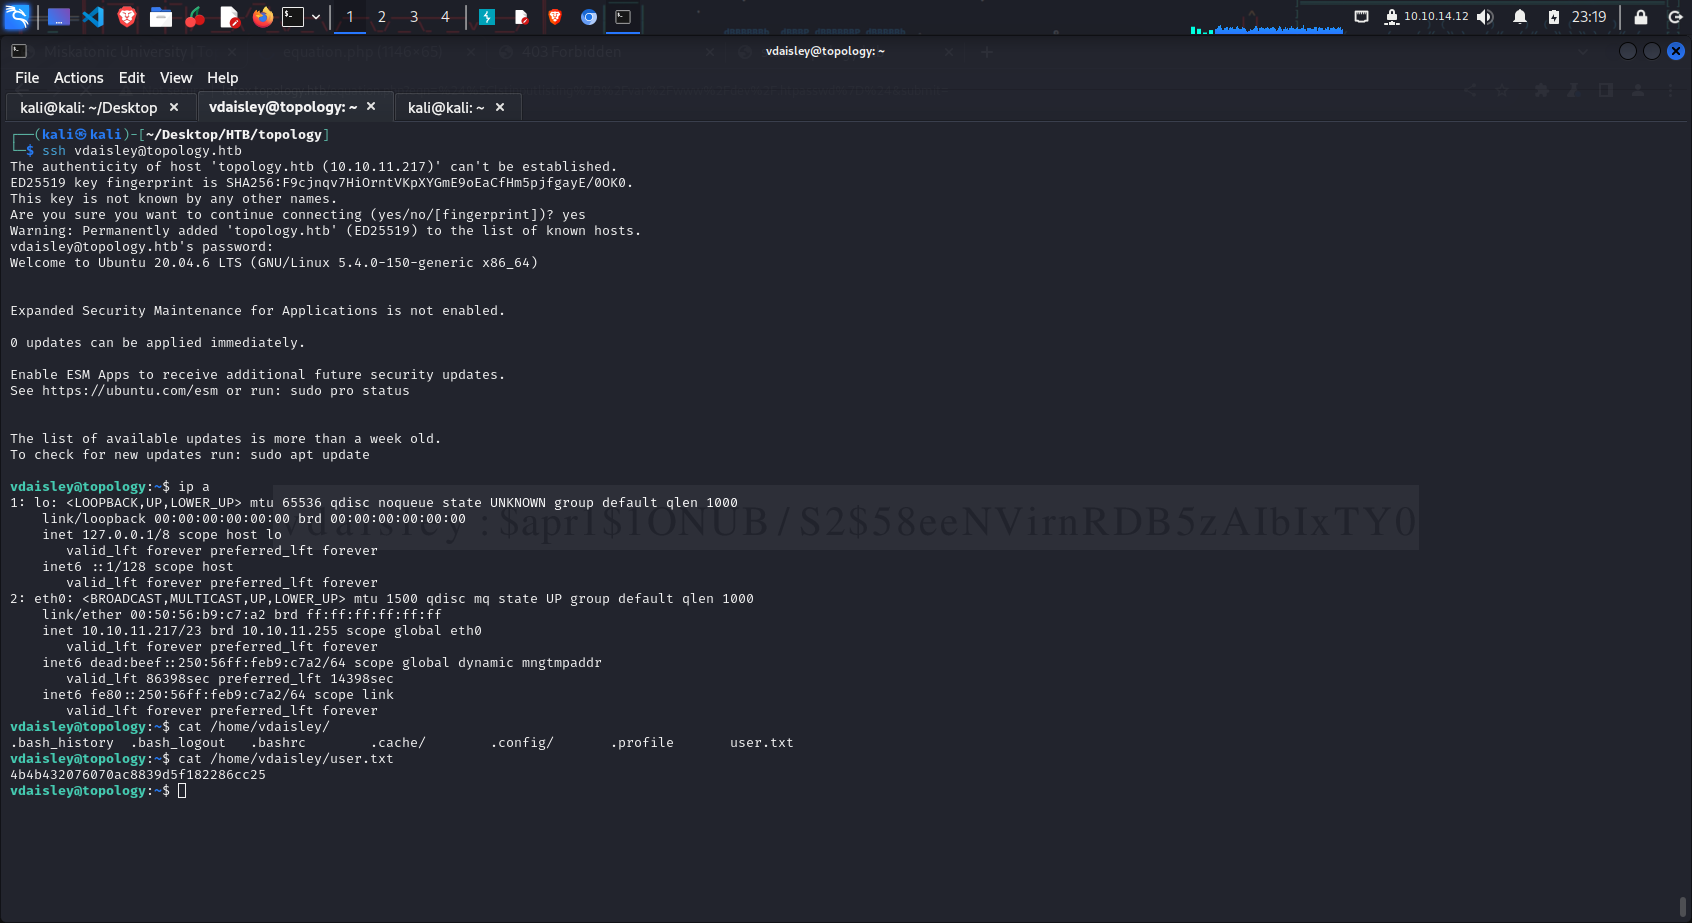 1 2 3 4 10.10.14.12 23:19
Miskatonic University | equation.php (1146×65) 403 Forbidden
vdaisley@topology: ~
File Actions Edit View Help
kali@kali: ~/Desktop × vdaisley@topology: ~ × kali@kali: ~ ×
┌──(kali㉿kali)-[~/Desktop/HTB/topology]
└─$ ssh vdaisley@topology.htb
The authenticity of host 'topology.htb (10.10.11.217)' can't be established.
ED25519 key fingerprint is SHA256:F9cjnqv7HiOrntVKpXYGmE9oEaCfHm5pjfgayE/0OK0.
This key is not known by any other names.
Are you sure you want to continue connecting (yes/no/[fingerprint])? yes
Warning: Permanently added 'topology.htb' (ED25519) to the list of known hosts.
vdaisley@topology.htb's password:
Welcome to Ubuntu 20.04.6 LTS (GNU/Linux 5.4.0-150-generic x86_64)
Expanded Security Maintenance for Applications is not enabled.
0 updates can be applied immediately.
Enable ESM Apps to receive additional future security updates.
See https://ubuntu.com/esm or run: sudo pro status
The list of available updates is more than a week old.
To check for new updates run: sudo apt update
vdaisley@topology:~$ ip a
1: lo: <LOOPBACK,UP,LOWER_UP> mtu 65536 qdisc noqueue state UNKNOWN group default qlen 1000
link/loopback 00:00:00:00:00:00 brd 00:00:00:00:00:00
vdaisley : $apr1$1ONUB/S2$58eeNVirnRDB5zAIbIxTY0
inet 127.0.0.1/8 scope host lo
valid_lft forever preferred_lft forever
inet6 ::1/128 scope host
valid_lft forever preferred_lft forever
2: eth0: <BROADCAST,MULTICAST,UP,LOWER_UP> mtu 1500 qdisc mq state UP group default qlen 1000
link/ether 00:50:56:b9:c7:a2 brd ff:ff:ff:ff:ff:ff
inet 10.10.11.217/23 brd 10.10.11.255 scope global eth0
valid_lft forever preferred_lft forever
inet6 dead:beef::250:56ff:feb9:c7a2/64 scope global dynamic mngtmpaddr
valid_lft 86398sec preferred_lft 14398sec
inet6 fe80::250:56ff:feb9:c7a2/64 scope link
valid_lft forever preferred_lft forever
vdaisley@topology:~$ cat /home/vdaisley/
.bash_history .bash_logout .bashrc .cache/ .config/ .profile user.txt
vdaisley@topology:~$ cat /home/vdaisley/user.txt
4b4b432076070ac8839d5f182286cc25
vdaisley@topology:~$